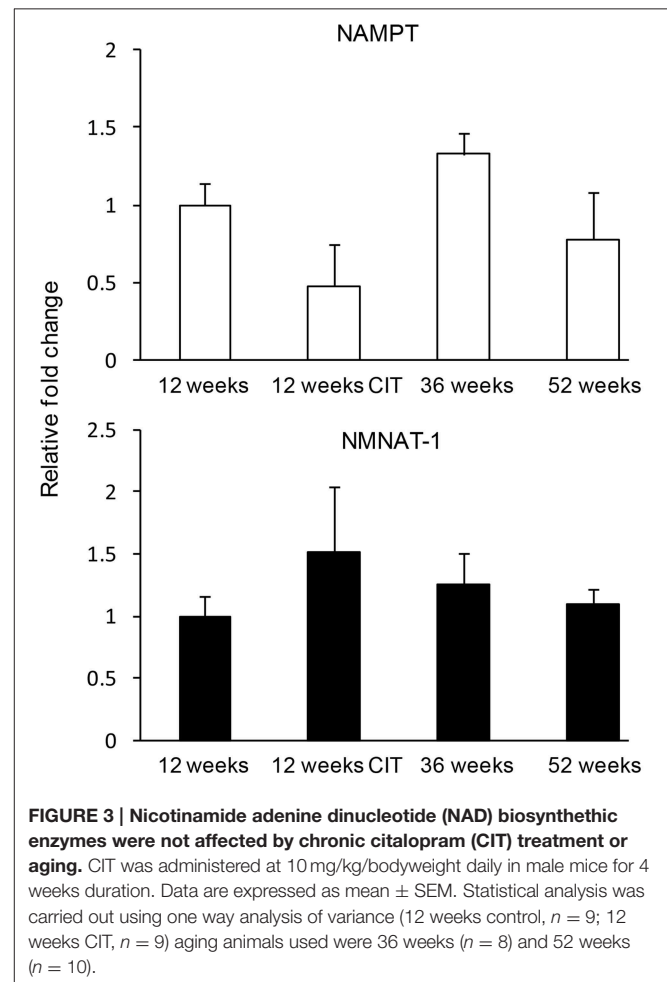 NAMPT
2
1.5
1
0.5
0
12 weeks 12 weeks CIT 36 weeks 52 weeks
Relative fold change
NMNAT-1
2.5
2
1.5
1
0.5
0
12 weeks 12 weeks CIT 36 weeks 52 weeks
FIGURE 3 | Nicotinamide adenine dinucleotide (NAD) biosynthethic
enzymes were not affected by chronic citalopram (CIT) treatment or
aging. CIT was administered at 10 mg/kg/bodyweight daily in male mice for 4
weeks duration. Data are expressed as mean ± SEM. Statistical analysis was
carried out using one way analysis of variance (12 weeks control, n = 9; 12
weeks CIT, n = 9) aging animals used were 36 weeks (n = 8) and 52 weeks
(n = 10).